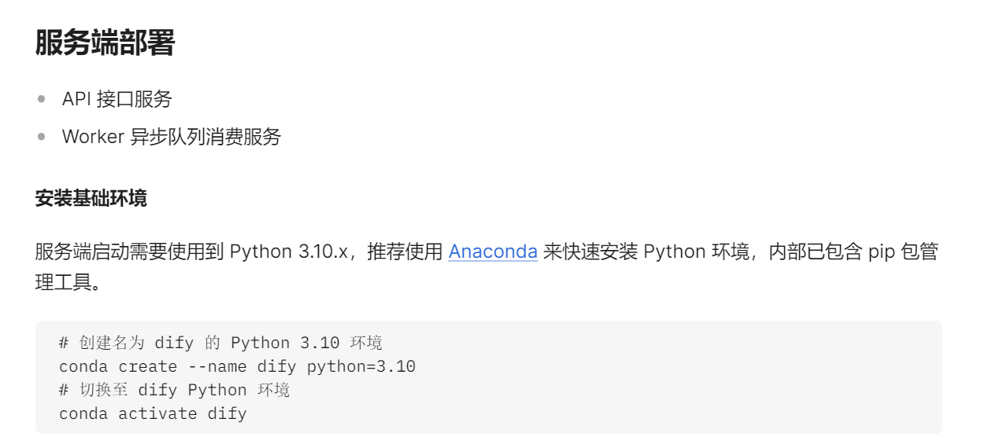 服务端部署
API 接口服务
Worker 异步队列消费服务
安装基础环境
服务端启动需要使用到 Python 3.10.x，推荐使用 Anaconda 来快速安装 Python 环境，内部已包含 pip 包管
理工具。
# 创建名为 dify 的 Python 3.10 环境
conda create --name dify python=3.10
# 切换至 dify Python 环境
conda activate dify